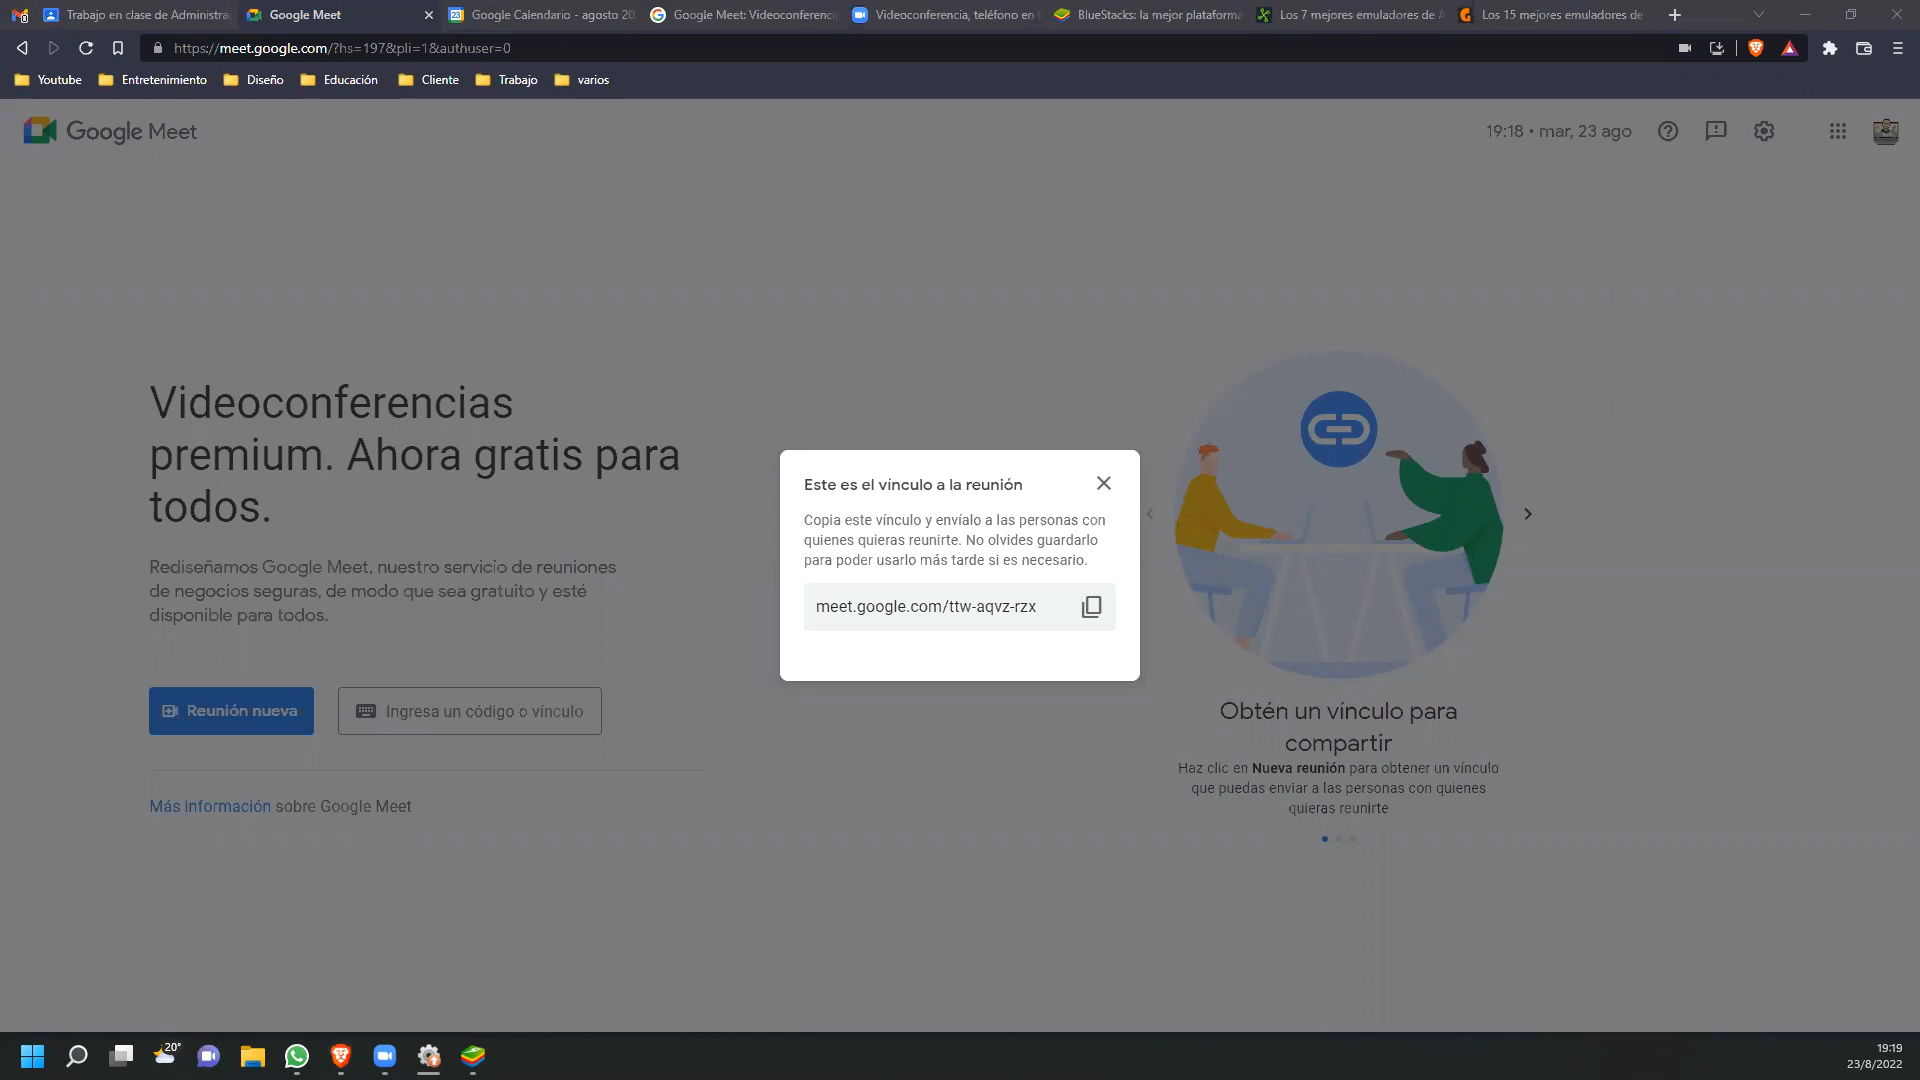 Trabajo en clase de Administra
Google Meet
Google Calendario - agosto 20
Google Meet: Videoconferenci
Videoconferencia, teléfono en
BlueStacks: la mejor plataforma
Los 7 mejores emuladores de A
Los 15 mejores emuladores de
https://meet.google.com/?hs=197&pli=1&authuser=0
Youtube
Entretenimiento
Diseño
Educación
Cliente
Trabajo
varios
Google Meet
19:18 • mar, 23 ago
Videoconferencias
premium. Ahora gratis para
todos.
Rediseñamos Google Meet, nuestro servicio de reuniones
de negocios seguras, de modo que sea gratuito y esté
disponible para todos.
Reunión nueva
Ingresa un código o vínculo
Más información sobre Google Meet
Este es el vínculo a la reunión
Copia este vínculo y envíalo a las personas con
quienes quieras reunirte. No olvides guardarlo
para poder usarlo más tarde si es necesario.
meet.google.com/ttw-aqvz-rzx
Obtén un vínculo para
compartir
Haz clic en Nueva reunión para obtener un vínculo
que puedas enviar a las personas con quienes
quieras reunirte
20°
19:19
23/8/2022